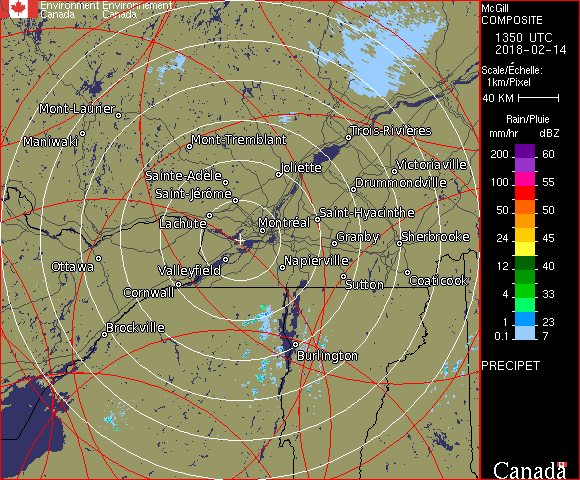 Environment Environnement
Canada Canada
McGill
COMPOSITE
1350 UTC
2018-02-14
Scale/Échelle:
1km/Pixel
40 KM
Rain/Pluie
mm/hr dBZ
200 60
100 55
50 50
24 45
12 40
4 33
1 23
0.1 7
PRECIPET
Canada
Mont-Laurier
Maniwaki
Mont-Tremblant
Trois-Rivières
Joliette
Victoriaville
Sainte-Adèle
Drummondville
Saint-Jérôme
Lachute
Montréal
Saint-Hyacinthe
Granby
Sherbrooke
Ottawa
Valleyfield
Napierville
Cornwall
Sutton
Coaticook
Brockville
Burlington